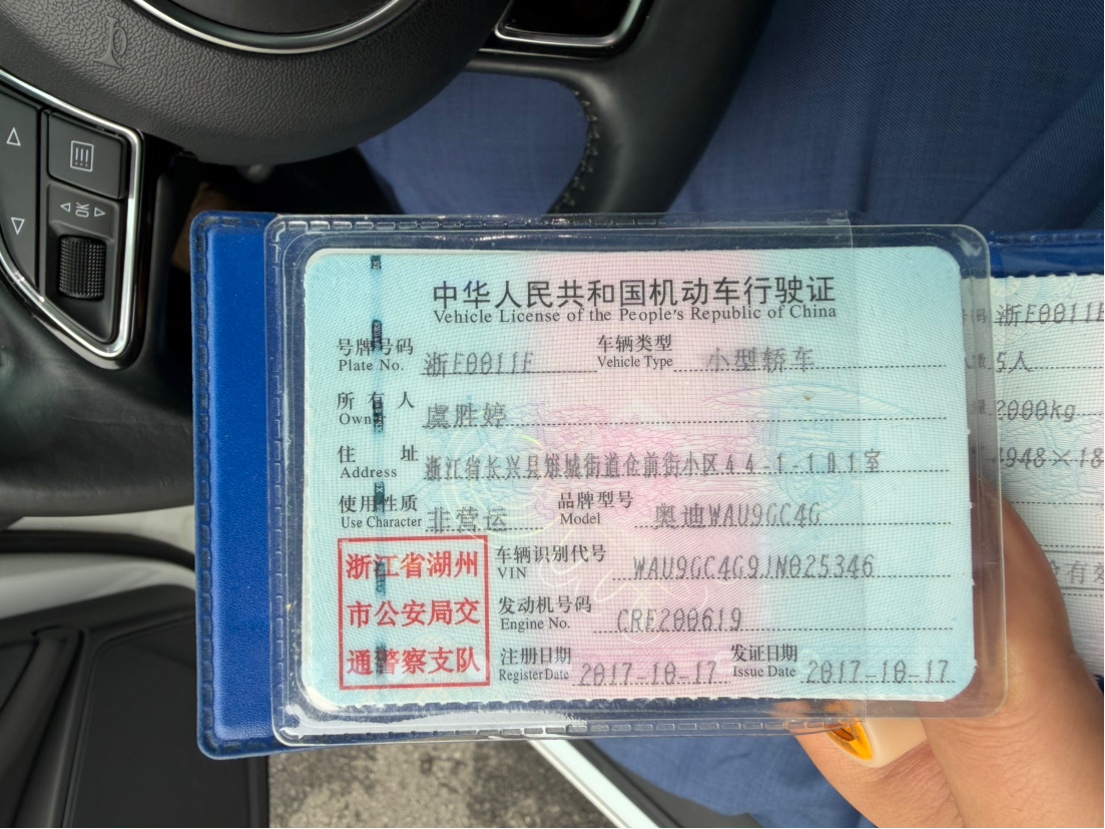 中华人民共和国机动车行驶证
Vehicle License of the People's Republic of China
号牌号码 浙E0011E 车辆类型 小型轿车
Plate No. Vehicle Type
所有人 虞胜婷
Owner
住址 浙江省长兴县雉城街道仓前街小区44-1-101室
Address
使用性质 非营运 品牌型号 奥迪WAU9GC4G
Use Character Model
浙江省湖州
市公安局交
通警察支队
车辆识别代号 WAU9GC4G9JN025346
VIN
发动机号码 CRE200619
Engine No.
注册日期 2017-10-17 发证日期 2017-10-17
Register Date Issue Date
浙E0011E
5人
2000kg
4948×18
有效